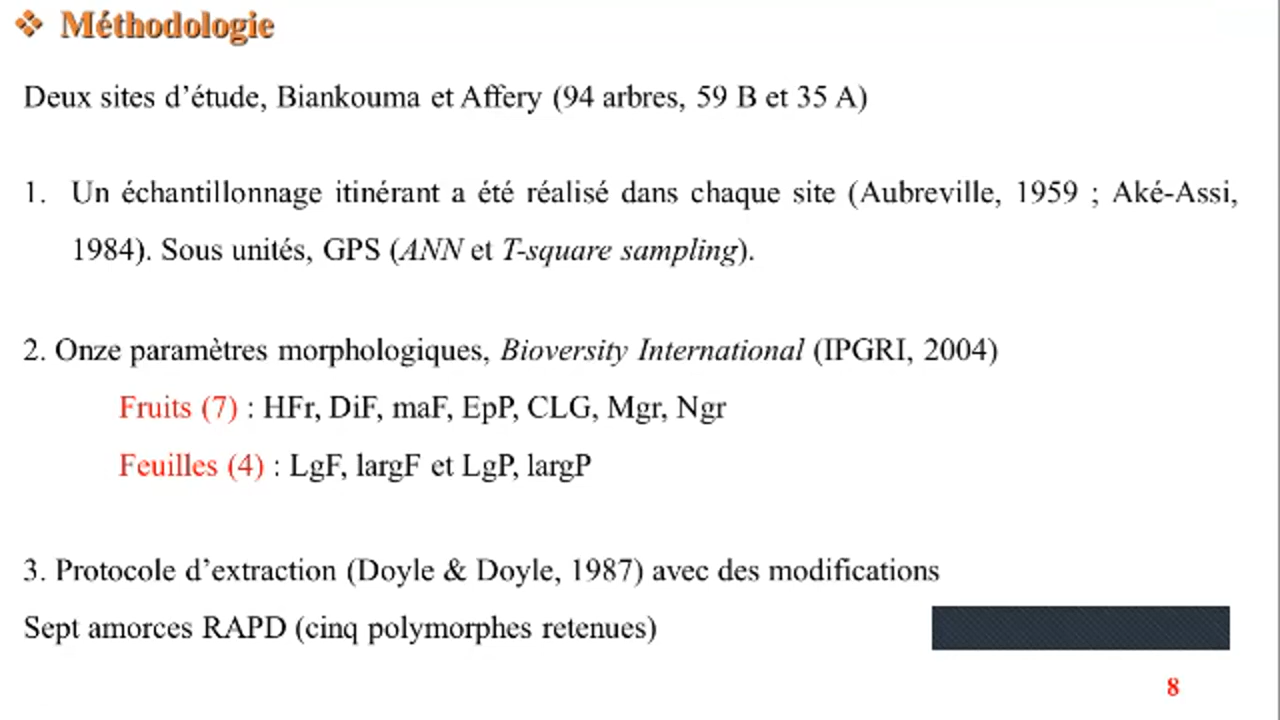 ❖ Méthodologie
Deux sites d’étude, Biankouma et Affery (94 arbres, 59 B et 35 A)
1. Un échantillonnage itinérant a été réalisé dans chaque site (Aubreville, 1959 ; Aké-Assi,
1984). Sous unités, GPS (ANN et T-square sampling).
2. Onze paramètres morphologiques, Bioversity International (IPGRI, 2004)
Fruits (7) : HFr, DiF, maF, EpP, CLG, Mgr, Ngr
Feuilles (4) : LgF, largF et LgP, largP
3. Protocole d’extraction (Doyle & Doyle, 1987) avec des modifications
Sept amorces RAPD (cinq polymorphes retenues)
8